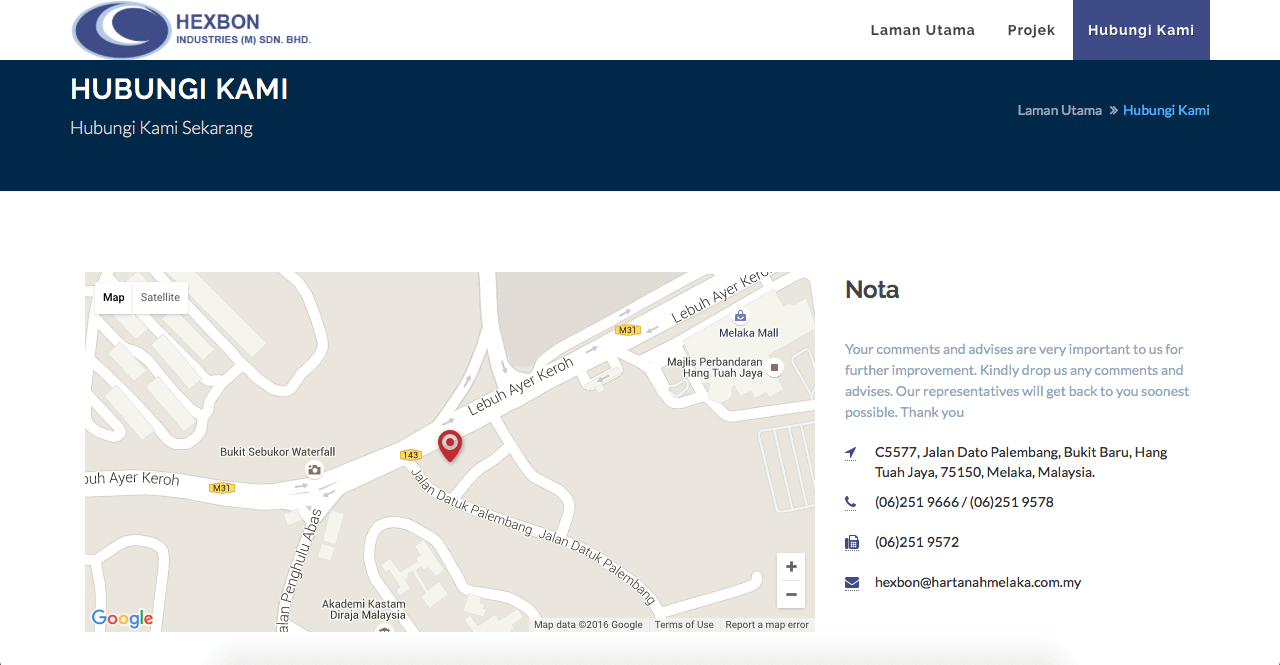 HEXBON
INDUSTRIES (M) SDN. BHD.
Laman Utama
Projek
Hubungi Kami
HUBUNGI KAMI
Hubungi Kami Sekarang
Laman Utama » Hubungi Kami
Map
Satellite
Lebuh Ayer Keroh
M31
Melaka Mall
Majlis Perbandaran
Hang Tuah Jaya
Lebuh Ayer Keroh
Bukit Sebukor Waterfall
143
buh Ayer Keroh
M31
Jalan Datuk Palembang
Jalan Datuk Palembang
Jalan Penghulu Abas
Akademi Kastam
Diraja Malaysia
+
−
Google
Map data ©2016 Google
Terms of Use
Report a map error
Nota
Your comments and advises are very important to us for
further improvement. Kindly drop us any comments and
advises. Our representatives will get back to you soonest
possible. Thank you
C5577, Jalan Dato Palembang, Bukit Baru, Hang
Tuah Jaya, 75150, Melaka, Malaysia.
(06)251 9666 / (06)251 9578
(06)251 9572
hexbon@hartanahmelaka.com.my